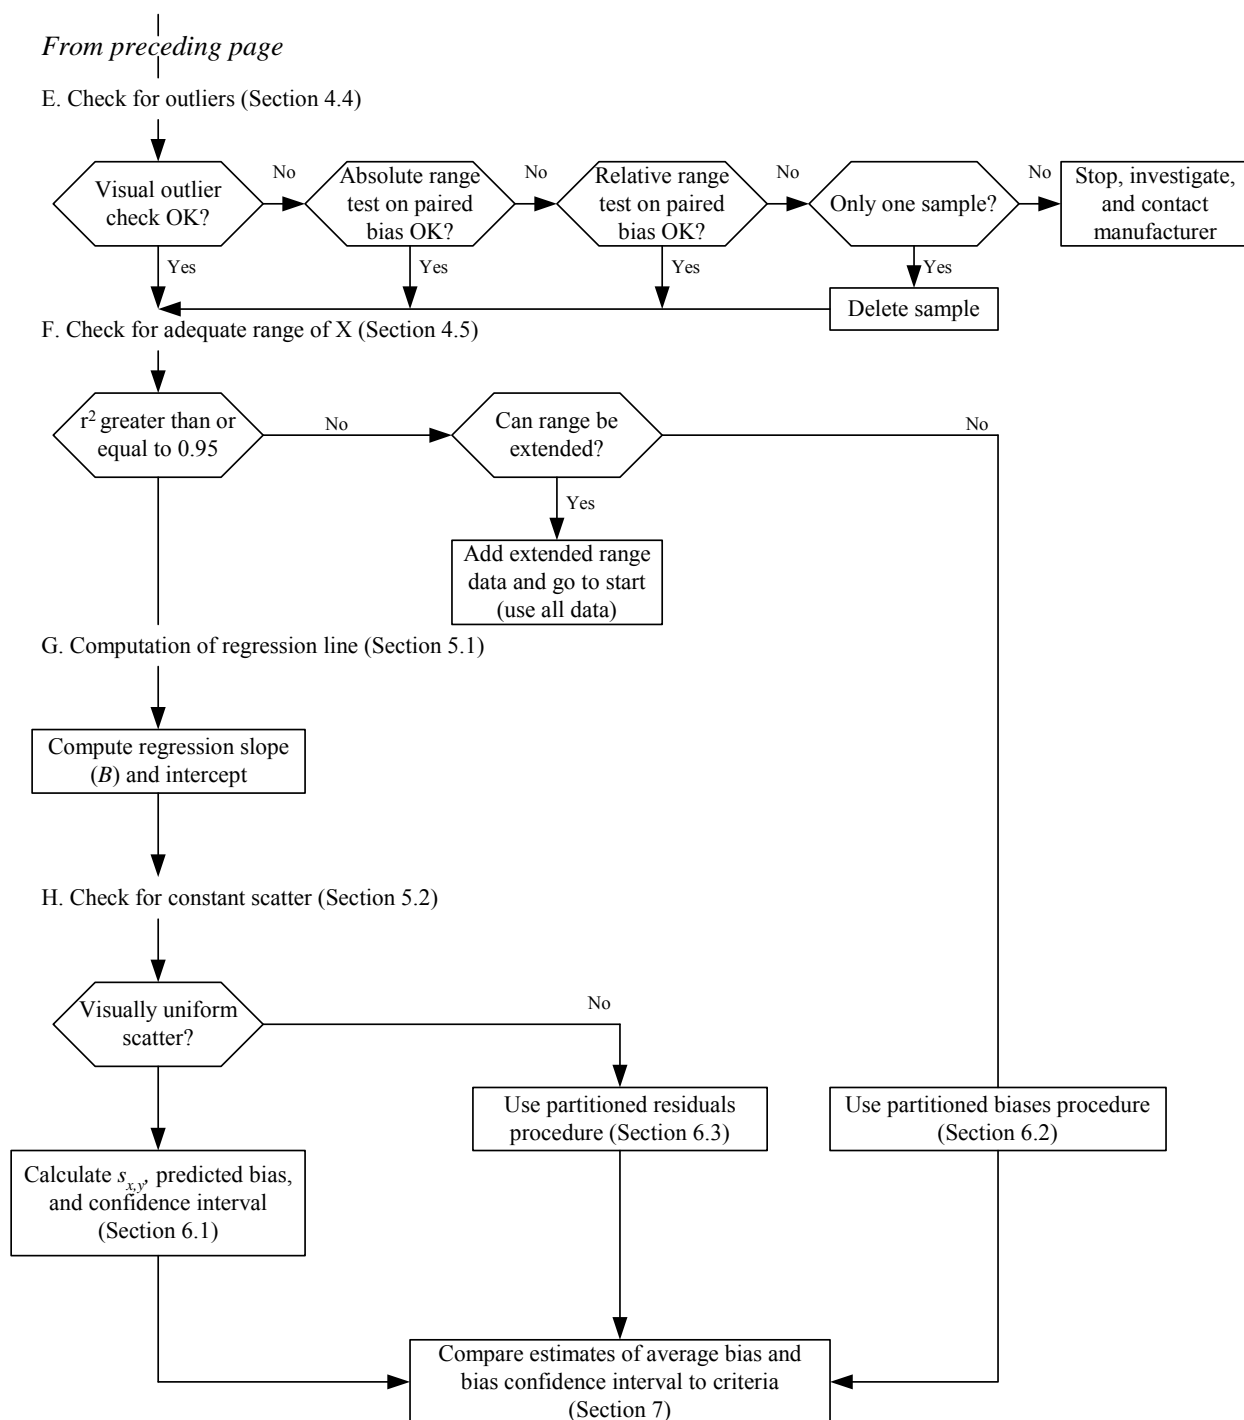 From preceding page
E. Check for outliers (Section 4.4)
Visual outlier
check OK?
No
Absolute range
test on paired
bias OK?
No
Relative range
test on paired
bias OK?
No
Only one sample?
No
Stop, investigate,
and contact
manufacturer
Yes
Yes
Yes
Yes
Delete sample
F. Check for adequate range of X (Section 4.5)
r² greater than or
equal to 0.95
No
Can range be
extended?
No
Yes
Add extended range
data and go to start
(use all data)
G. Computation of regression line (Section 5.1)
Compute regression slope
(B) and intercept
H. Check for constant scatter (Section 5.2)
Visually uniform
scatter?
No
Use partitioned residuals
procedure (Section 6.3)
Use partitioned biases procedure
(Section 6.2)
Calculate sx,y, predicted bias,
and confidence interval
(Section 6.1)
Compare estimates of average bias and
bias confidence interval to criteria
(Section 7)